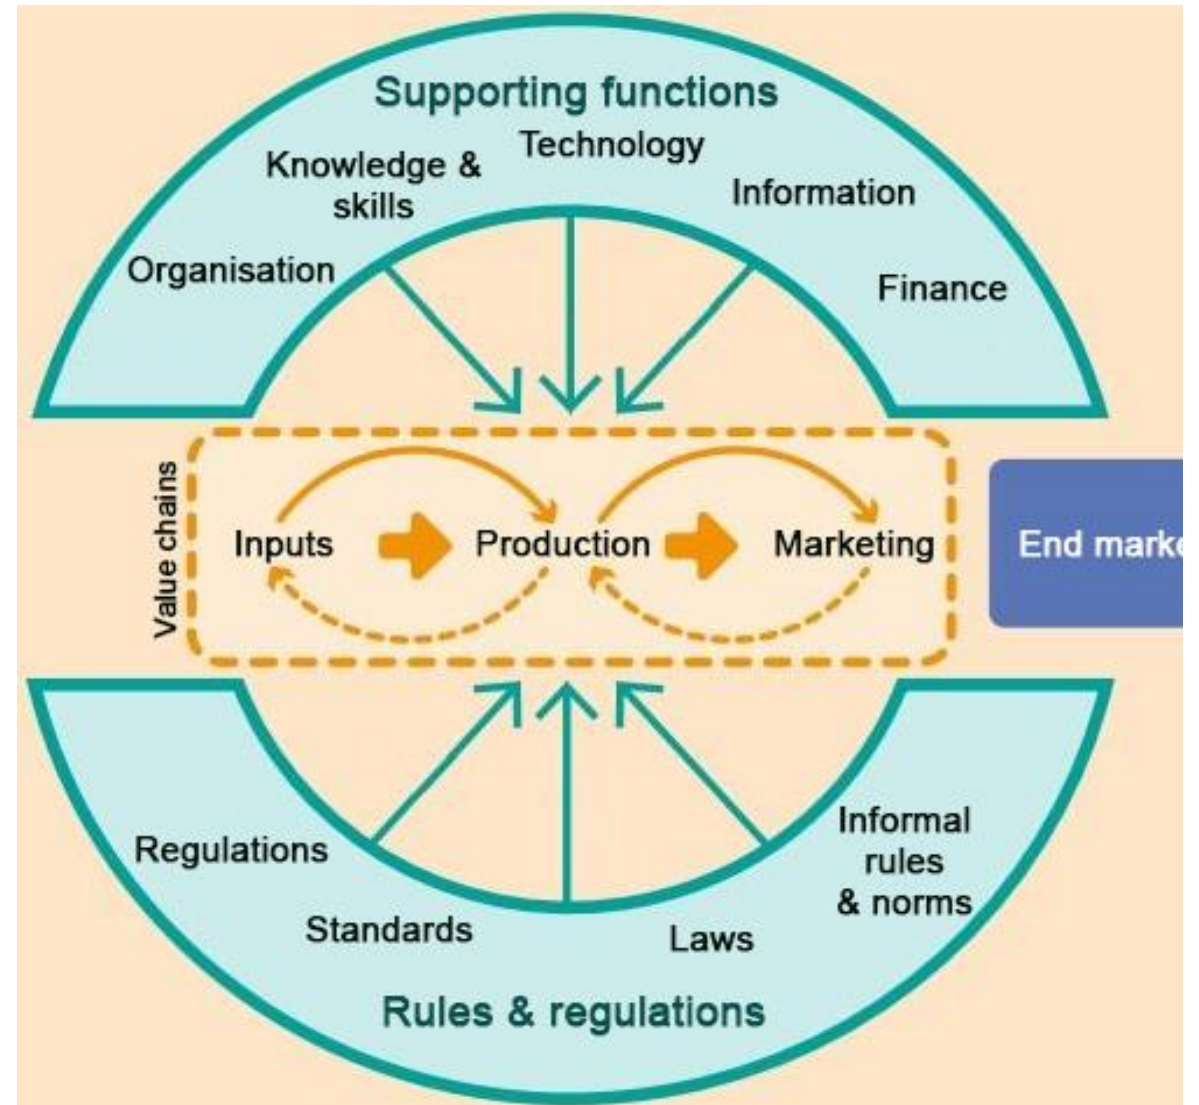 Supporting functions
Technology
Knowledge &
skills
Information
Organisation
Finance
Value chains
Inputs
Production
Marketing
End marke
Regulations
Informal
rules
& norms
Standards
Laws
Rules & regulations